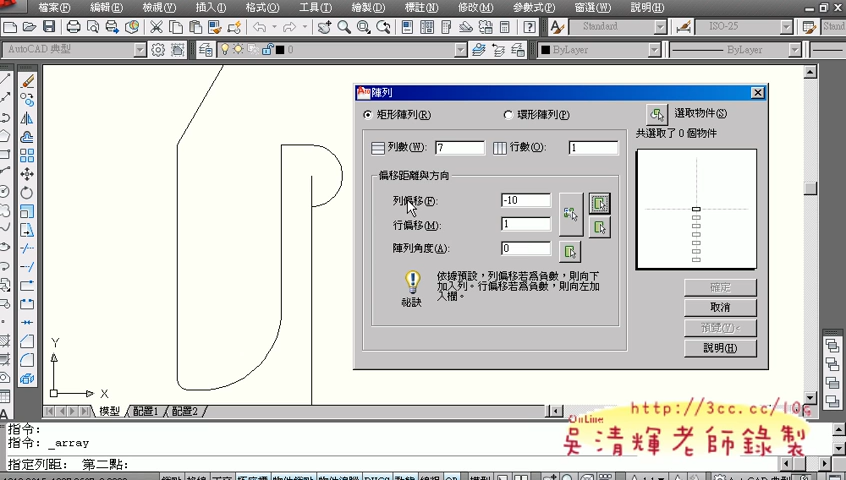 檔案(F) 編輯(E) 檢視(V) 插入(I) 格式(O) 工具(T) 繪製(D) 標註(N) 修改(M) 參數式(P) 窗選(W) 說明(H)
Standard ISO-25 Standard
AutoCAD 典型 0 ByLayer ByLayer
陣列
矩形陣列(R) 環形陣列(P) 選取物件(S)
共選取了 0 個物件
列數(W): 7 行數(O): 1
偏移距離與方向
列偏移(F): -10
行偏移(M): 1
陣列角度(A): 0
依據預設，列偏移若為負數，則向下
加入列。行偏移若為負數，則向左加
入欄。
祕訣
確定
取消
預覽(V)<
說明(H)
Y
X
模型 配置1 配置2
指令:
指令: _array
指定列距: 第二點:
OnLine http://3cc.cc/10G
吳清輝老師錄製